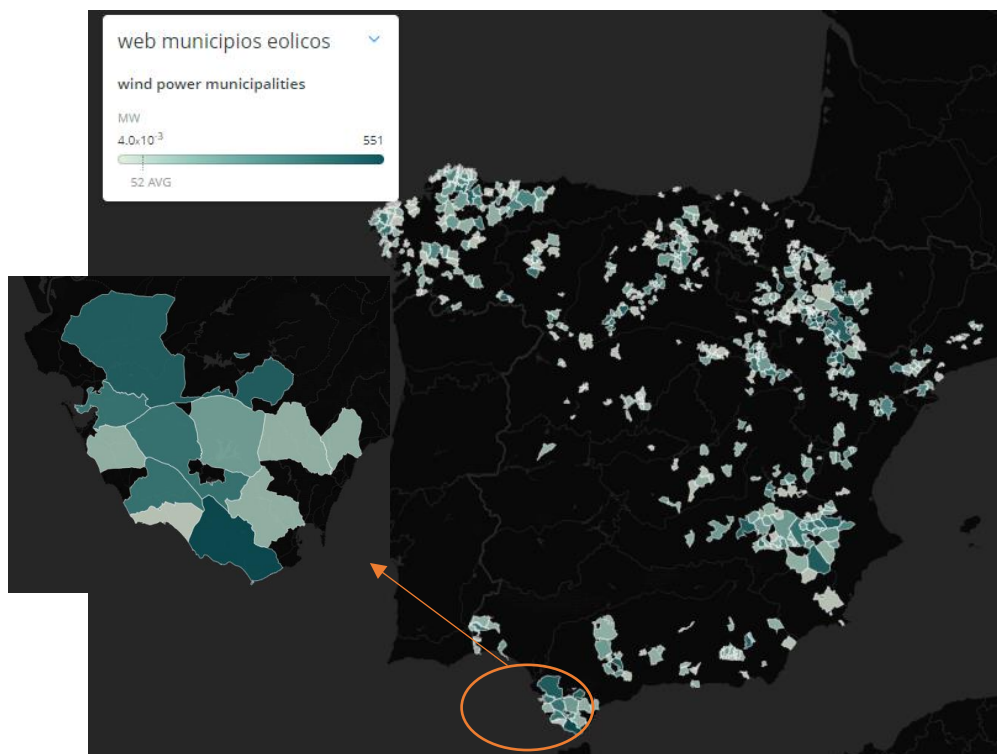 web municipios eolicos
wind power municipalities
MW
4.0x10-3
551
52 AVG